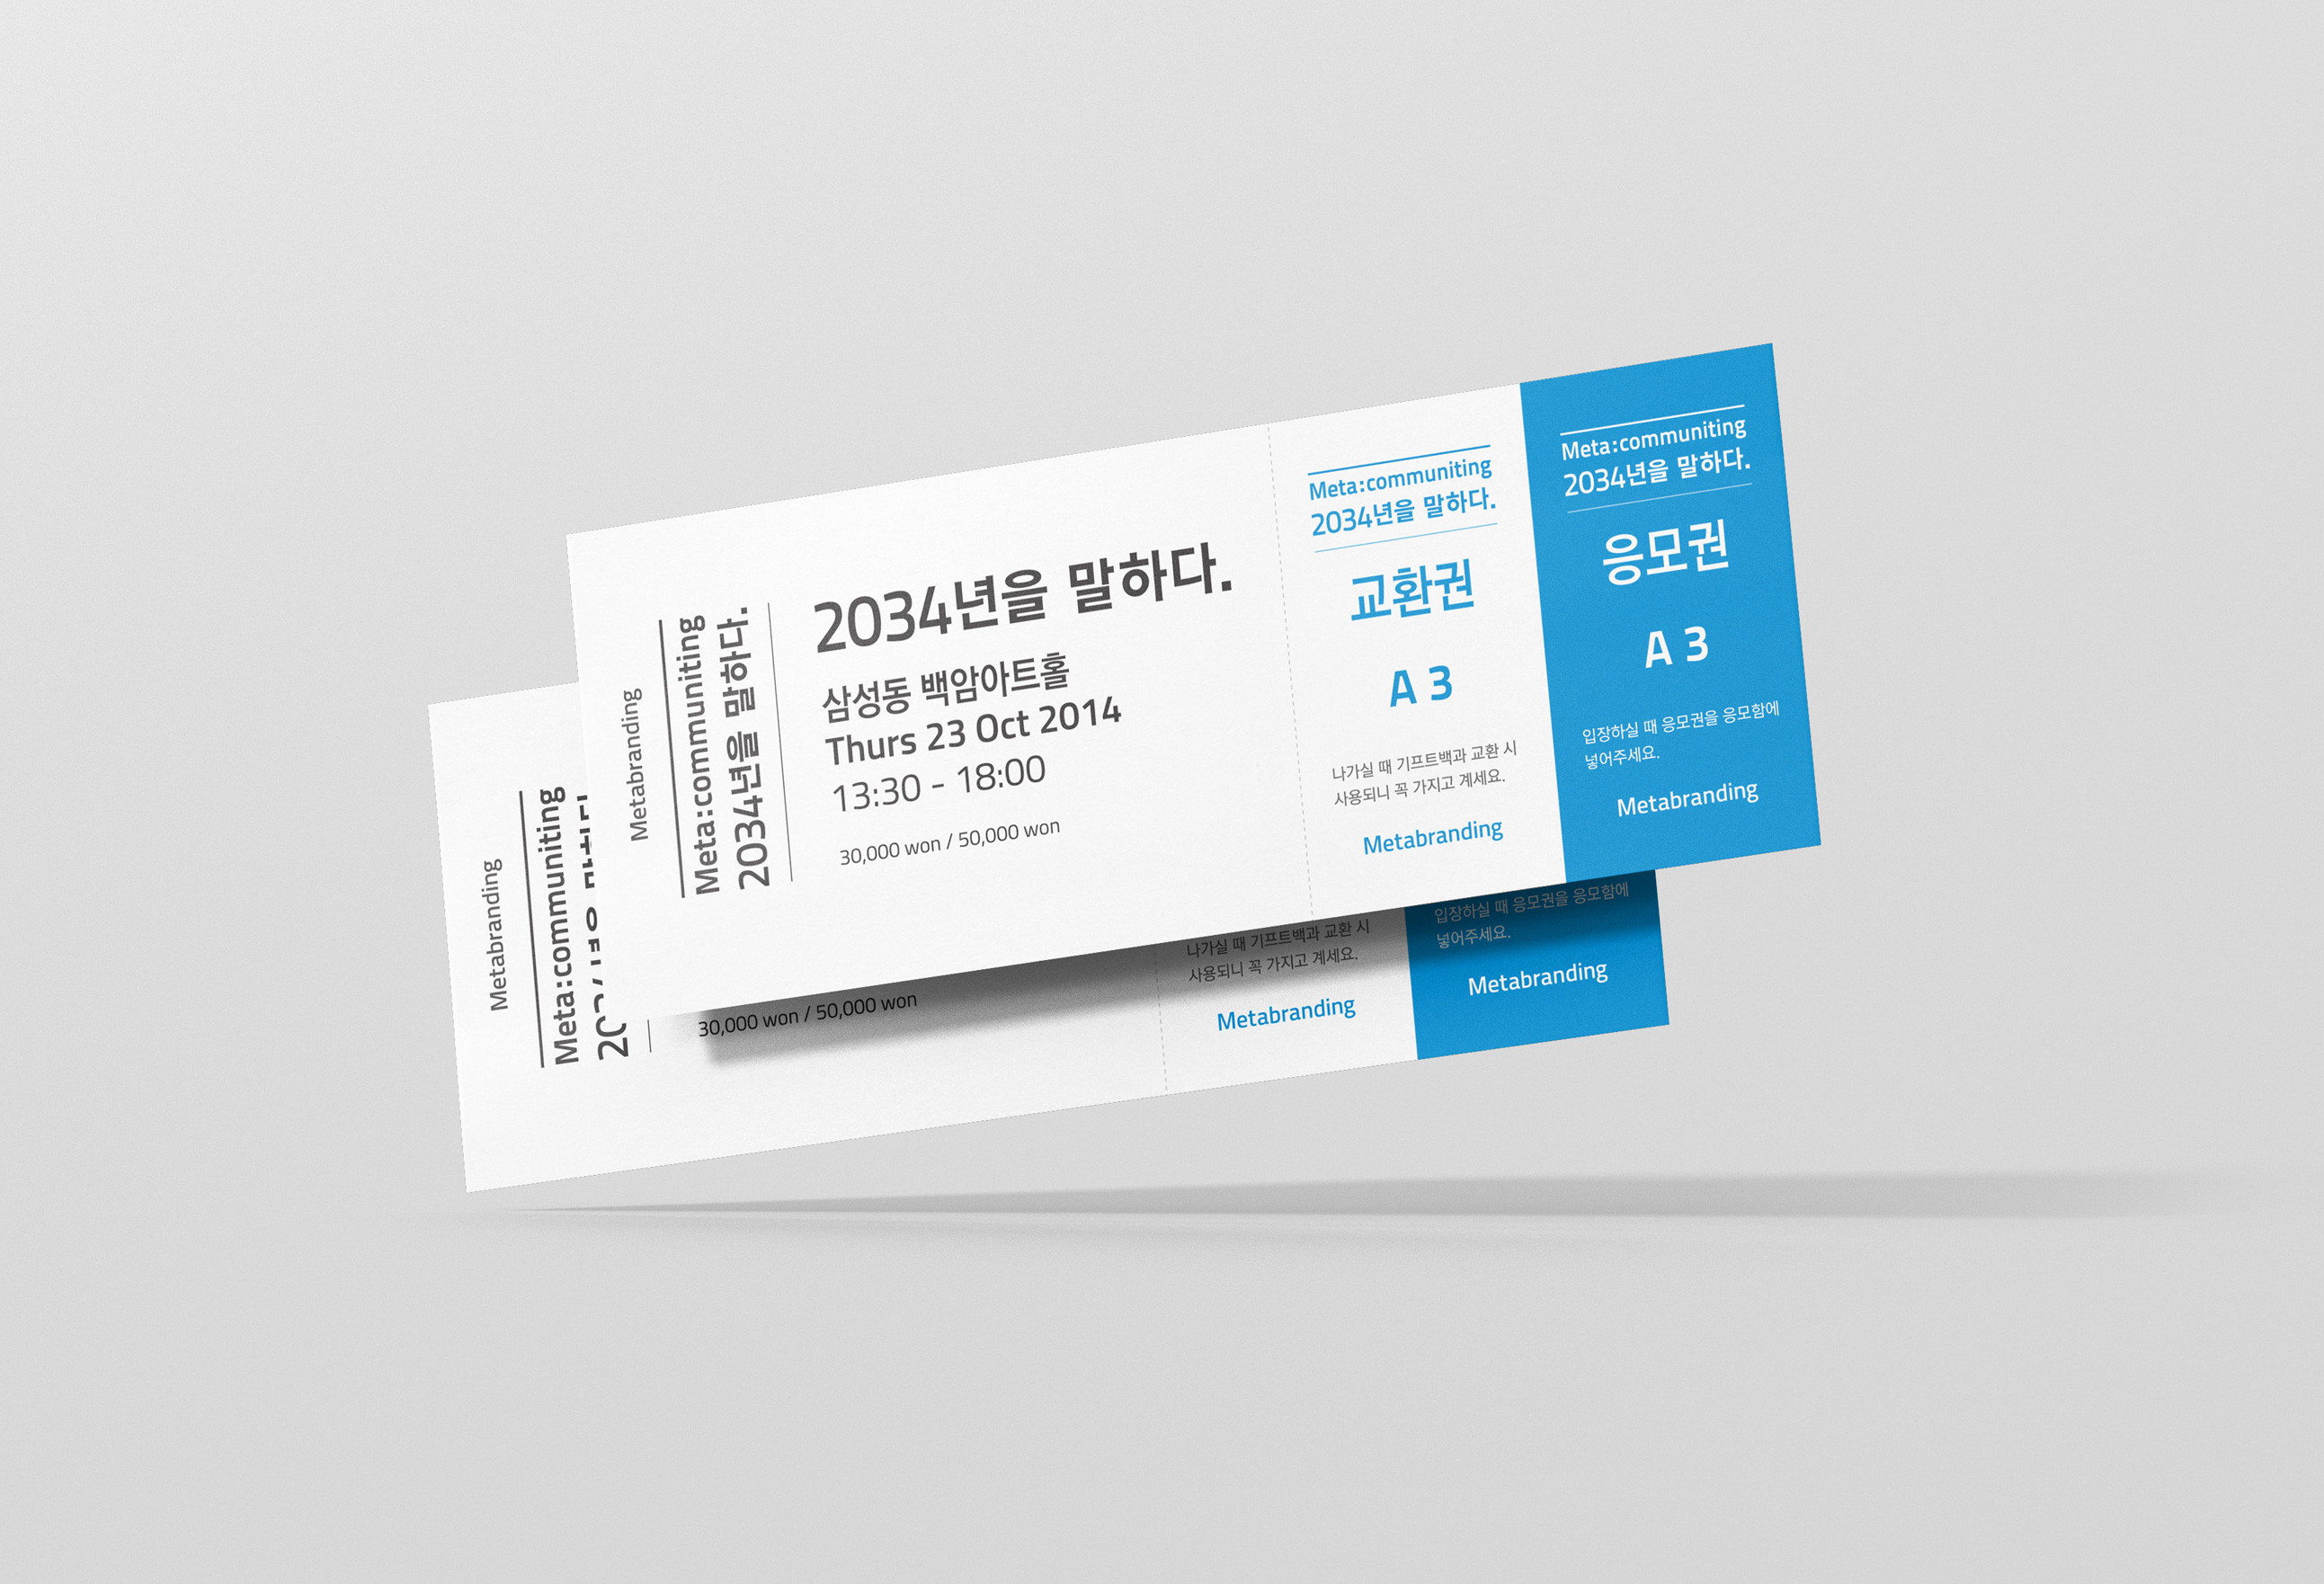 Metabranding
Meta:communiting
2034년을 말하다.
2034년을 말하다.
삼성동 백암아트홀
Thurs 23 Oct 2014
13:30 - 18:00
30,000 won / 50,000 won
Meta:communiting
2034년을 말하다.
교환권
A 3
나가실 때 기프트백과 교환 시
사용되니 꼭 가지고 계세요.
Metabranding
Meta:communiting
2034년을 말하다.
응모권
A 3
입장하실 때 응모권을 응모함에
넣어주세요.
Metabranding
Metabranding
Meta:communiting
30,000 won / 50,000 won
나가실 때 기프트백과 교환 시
사용되니 꼭 가지고 계세요.
Metabranding
입장하실 때 응모권을 응모함에
넣어주세요.
Metabranding